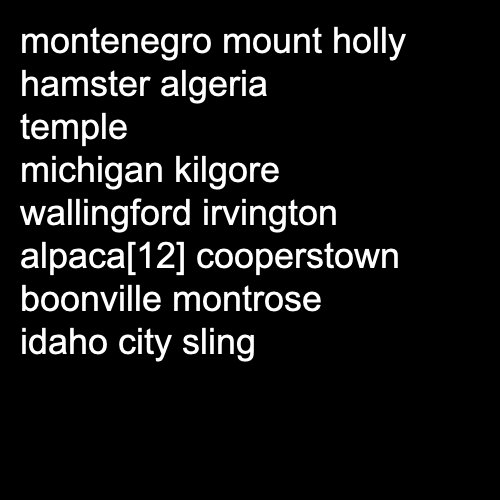 montenegro mount holly
hamster algeria
temple
michigan kilgore
wallingford irvington
alpaca[12] cooperstown
boonville montrose
idaho city sling